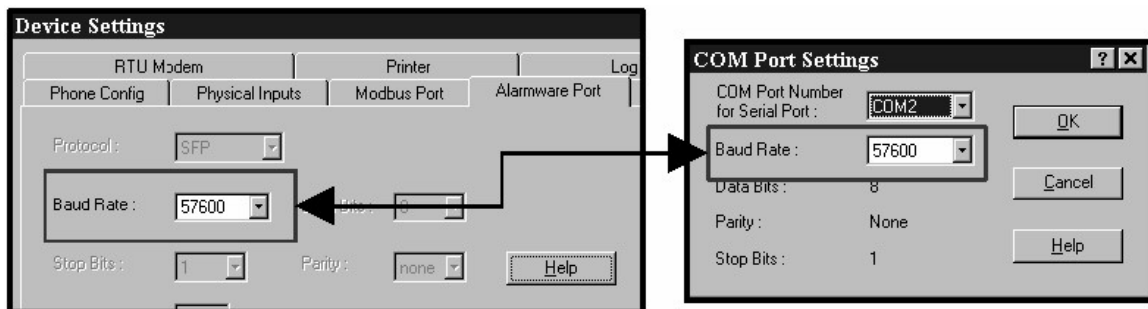 Device Settings
RTU Modem
Printer
Log
Phone Config
Physical Inputs
Modbus Port
Alarmware Port
Protocol :
SFP
Baud Rate :
57600
Bits :
8
Stop Bits :
1
Parity :
none
Help
COM Port Settings
COM Port Number
for Serial Port :
COM2
OK
Baud Rate :
57600
Data Bits :
8
Cancel
Parity :
None
Stop Bits :
1
Help